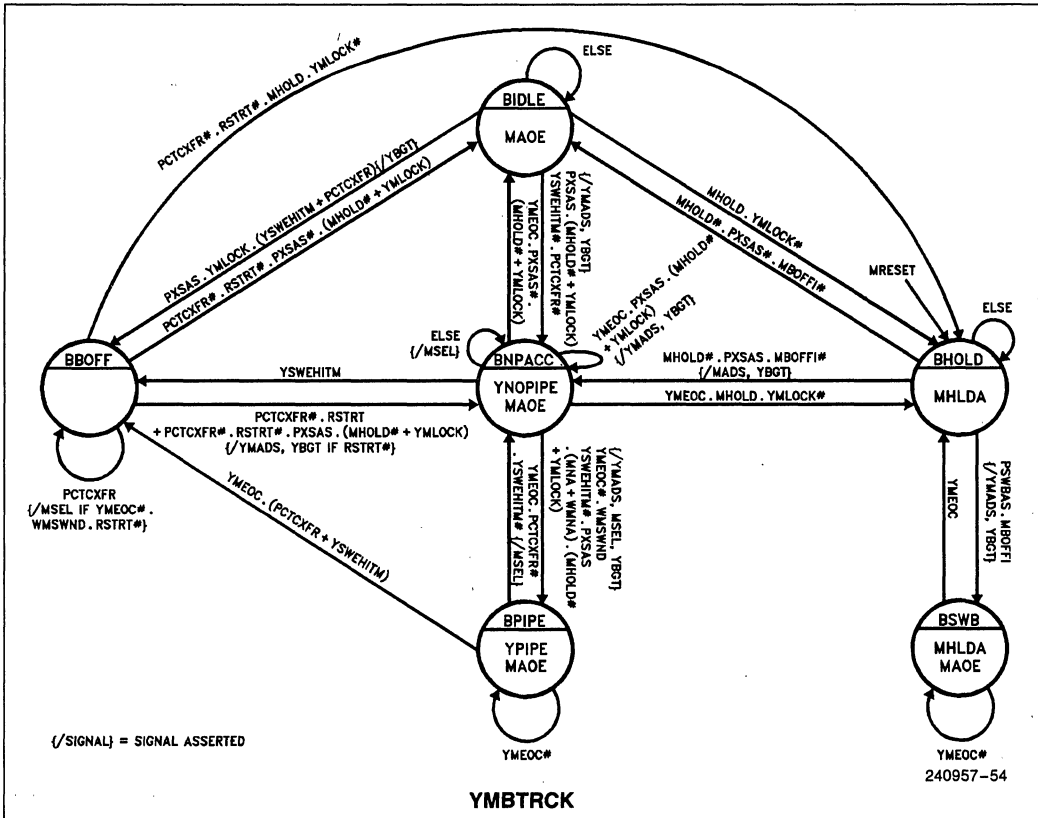 PCTCXFR#.RSTRT#.MHOLD.YMLOCK#
ELSE
BIDLE
MAOE
PXSAS.YMLOCK.(YSWEHITM + PCTCXFR){/YBGT}
PCTCXFR#.RSTRT#.PXSAS#.(MHOLD# + YMLOCK)
YMEOC.PXSAS#.
(MHOLD# + YMLOCK)
{/YMADS, YBGT}
PXSAS.(MHOLD# + YMLOCK)
YSWEHITM#.PCTCXFR#
MHOLD.YMLOCK#
MHOLD#.PXSAS#.MBOFFI#
YMEOC.PXSAS.(MHOLD#
+ YMLOCK)
{/YMADS, YBGT}
MRESET
ELSE
ELSE
{/MSEL}
BBOFF
BNPACC
YNOPIPE
MAOE
BHOLD
MHLDA
YSWEHITM
MHOLD#.PXSAS.MBOFFI#
{/MADS, YBGT}
YMEOC.MHOLD.YMLOCK#
PCTCXFR#.RSTRT
+ PCTCXFR#.RSTRT#.PXSAS.(MHOLD# + YMLOCK)
{/YMADS, YBGT IF RSTRT#}
PCTCXFR
{/MSEL IF YMEOC#.
WMSWND.RSTRT#}
YMEOC.(PCTCXFR + YSWEHITM)
YMEOC.PCTCXFR#
.YSWEHITM# {/MSEL}
{/YMADS, MSEL, YBGT}
YMEOC#.WMSWND
YSWEHITM#.PXSAS
.(MNA + WMNA).(MHOLD#
+ YMLOCK)
YMEOC
PSWBAS.MBOFFI
{/YMADS, YBGT}
BPIPE
YPIPE
MAOE
BSWB
MHLDA
MAOE
{/SIGNAL} = SIGNAL ASSERTED
YMEOC#
YMEOC#
240957-54
YMBTRCK